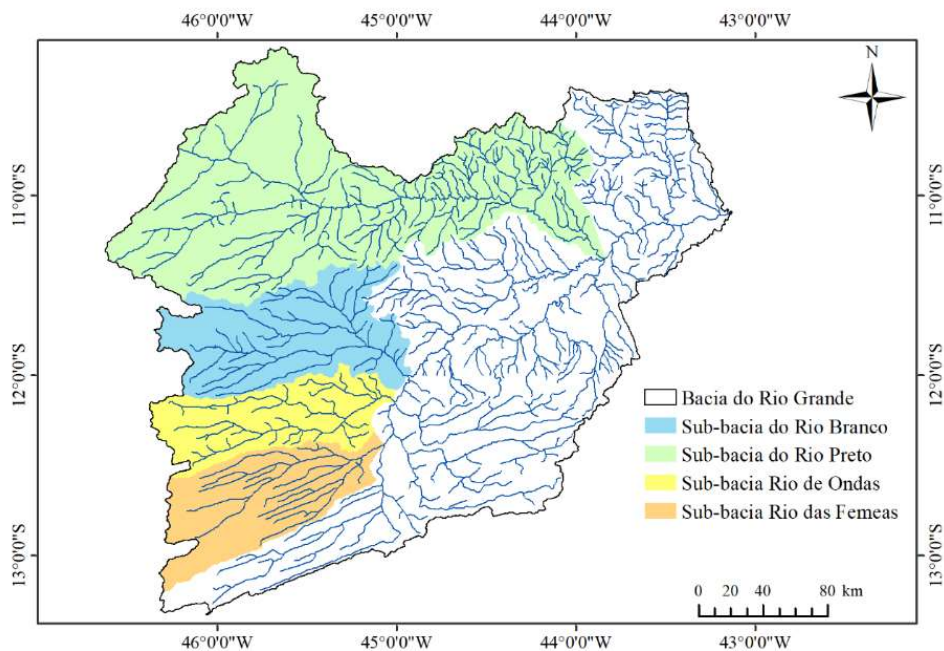 46°0'0"W 45°0'0"W 44°0'0"W 43°0'0"W
N
11°0'0"S 11°0'0"S
12°0'0"S 12°0'0"S
13°0'0"S 13°0'0"S
Bacia do Rio Grande
Sub-bacia do Rio Branco
Sub-bacia do Rio Preto
Sub-bacia Rio de Ondas
Sub-bacia Rio das Femeas
0 20 40 80 km
46°0'0"W 45°0'0"W 44°0'0"W 43°0'0"W